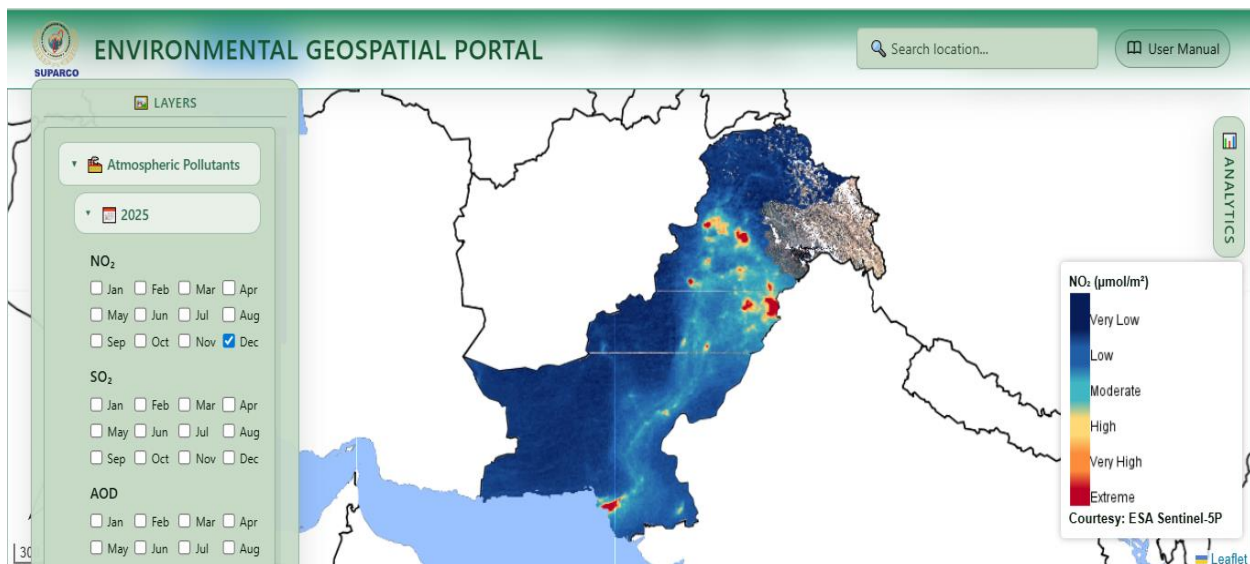 SUPARCO
ENVIRONMENTAL GEOSPATIAL PORTAL
Search location...
User Manual
LAYERS
Atmospheric Pollutants
2025
NO₂
Jan Feb Mar Apr
May Jun Jul Aug
Sep Oct Nov Dec
SO₂
Jan Feb Mar Apr
May Jun Jul Aug
Sep Oct Nov Dec
AOD
Jan Feb Mar Apr
May Jun Jul Aug
ANALYTICS
NO₂ (μmol/m²)
Very Low
Low
Moderate
High
Very High
Extreme
Courtesy: ESA Sentinel-5P
Leaflet